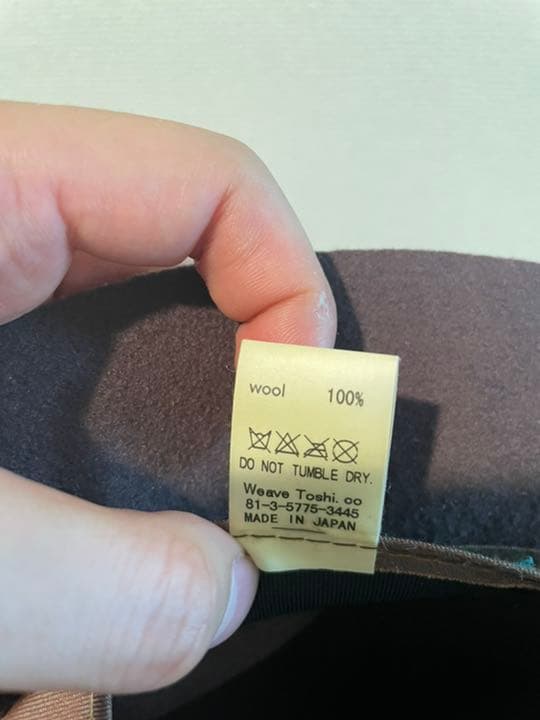 wool 100%
DO NOT TUMBLE DRY.
Weave Toshi. co
81-3-5775-3445
MADE IN JAPAN